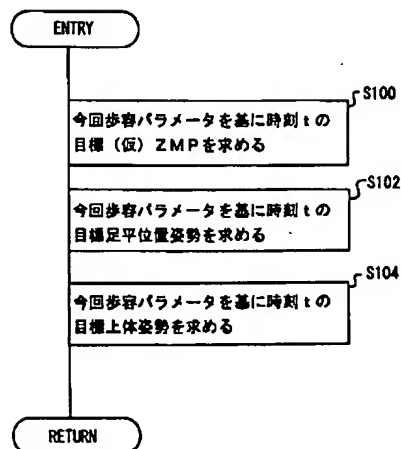 ENTRY
S100
今回歩容パラメータを基に時刻tの
目標（仮）ZMPを求める
S102
今回歩容パラメータを基に時刻tの
目標足平位置姿勢を求める
S104
今回歩容パラメータを基に時刻tの
目標上体姿勢を求める
RETURN